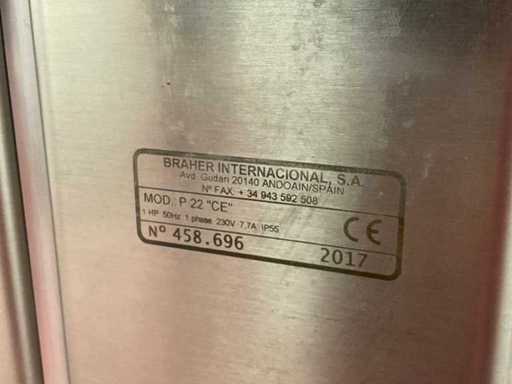 BRAHER INTERNACIONAL, S.A.
Avd. Gudari 20140 ANDOAIN/SPAIN
Nº FAX. + 34 943 592 508
MOD.: P 22 "CE"
1 HP 50Hz 1 phase 230V 7,7A IP55
CE
Nº 458.696 2017